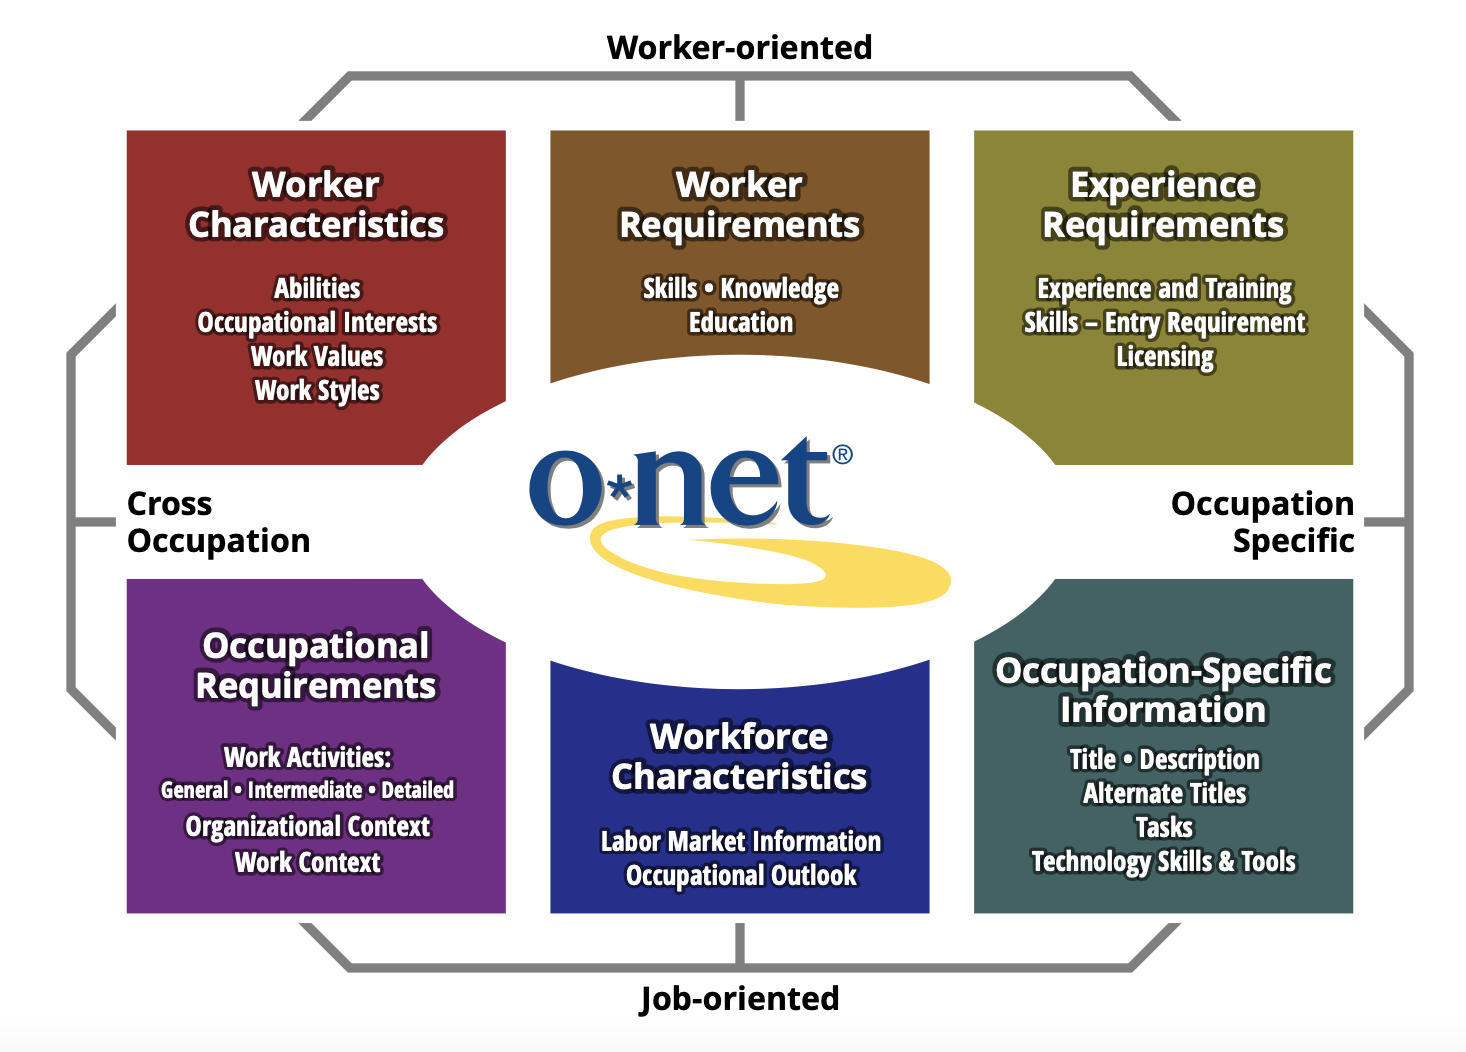 Worker-oriented
Worker
Characteristics
Abilities
Occupational Interests
Work Values
Work Styles
Worker
Requirements
Skills • Knowledge
Education
Experience
Requirements
Experience and Training
Skills – Entry Requirement
Licensing
Cross
Occupation
o*net®
Occupation
Specific
Occupational
Requirements
Work Activities:
General • Intermediate • Detailed
Organizational Context
Work Context
Workforce
Characteristics
Labor Market Information
Occupational Outlook
Occupation-Specific
Information
Title • Description
Alternate Titles
Tasks
Technology Skills & Tools
Job-oriented